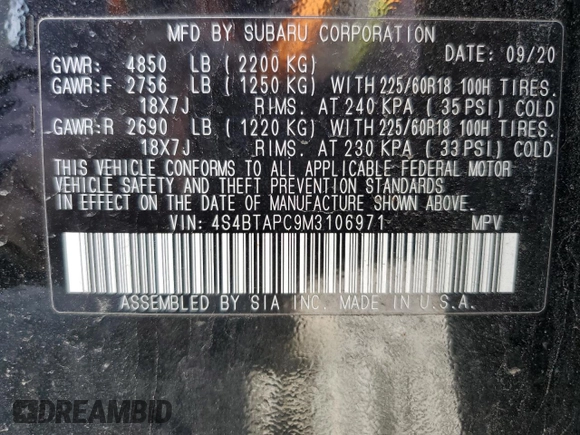 MFD BY SUBARU CORPORATION
DATE: 09/20
GVWR: 4850 LB (2200 KG)
GAWR:F 2756 LB (1250 KG) WITH 225/60R18 100H TIRES.
18X7J RIMS. AT 240 KPA (35 PSI) COLD
GAWR:R 2690 LB (1220 KG) WITH 225/60R18 100H TIRES.
18X7J RIMS. AT 230 KPA (33 PSI) COLD
THIS VEHICLE CONFORMS TO ALL APPLICABLE FEDERAL MOTOR
VEHICLE SAFETY AND THEFT PREVENTION STANDARDS
IN EFFECT ON THE DATE OF MANUFACTURE SHOWN ABOVE.
VIN: 4S4BTAPC9M3106971 MPV
ASSEMBLED BY SIA INC. MADE IN U.S.A.
DREAMBID